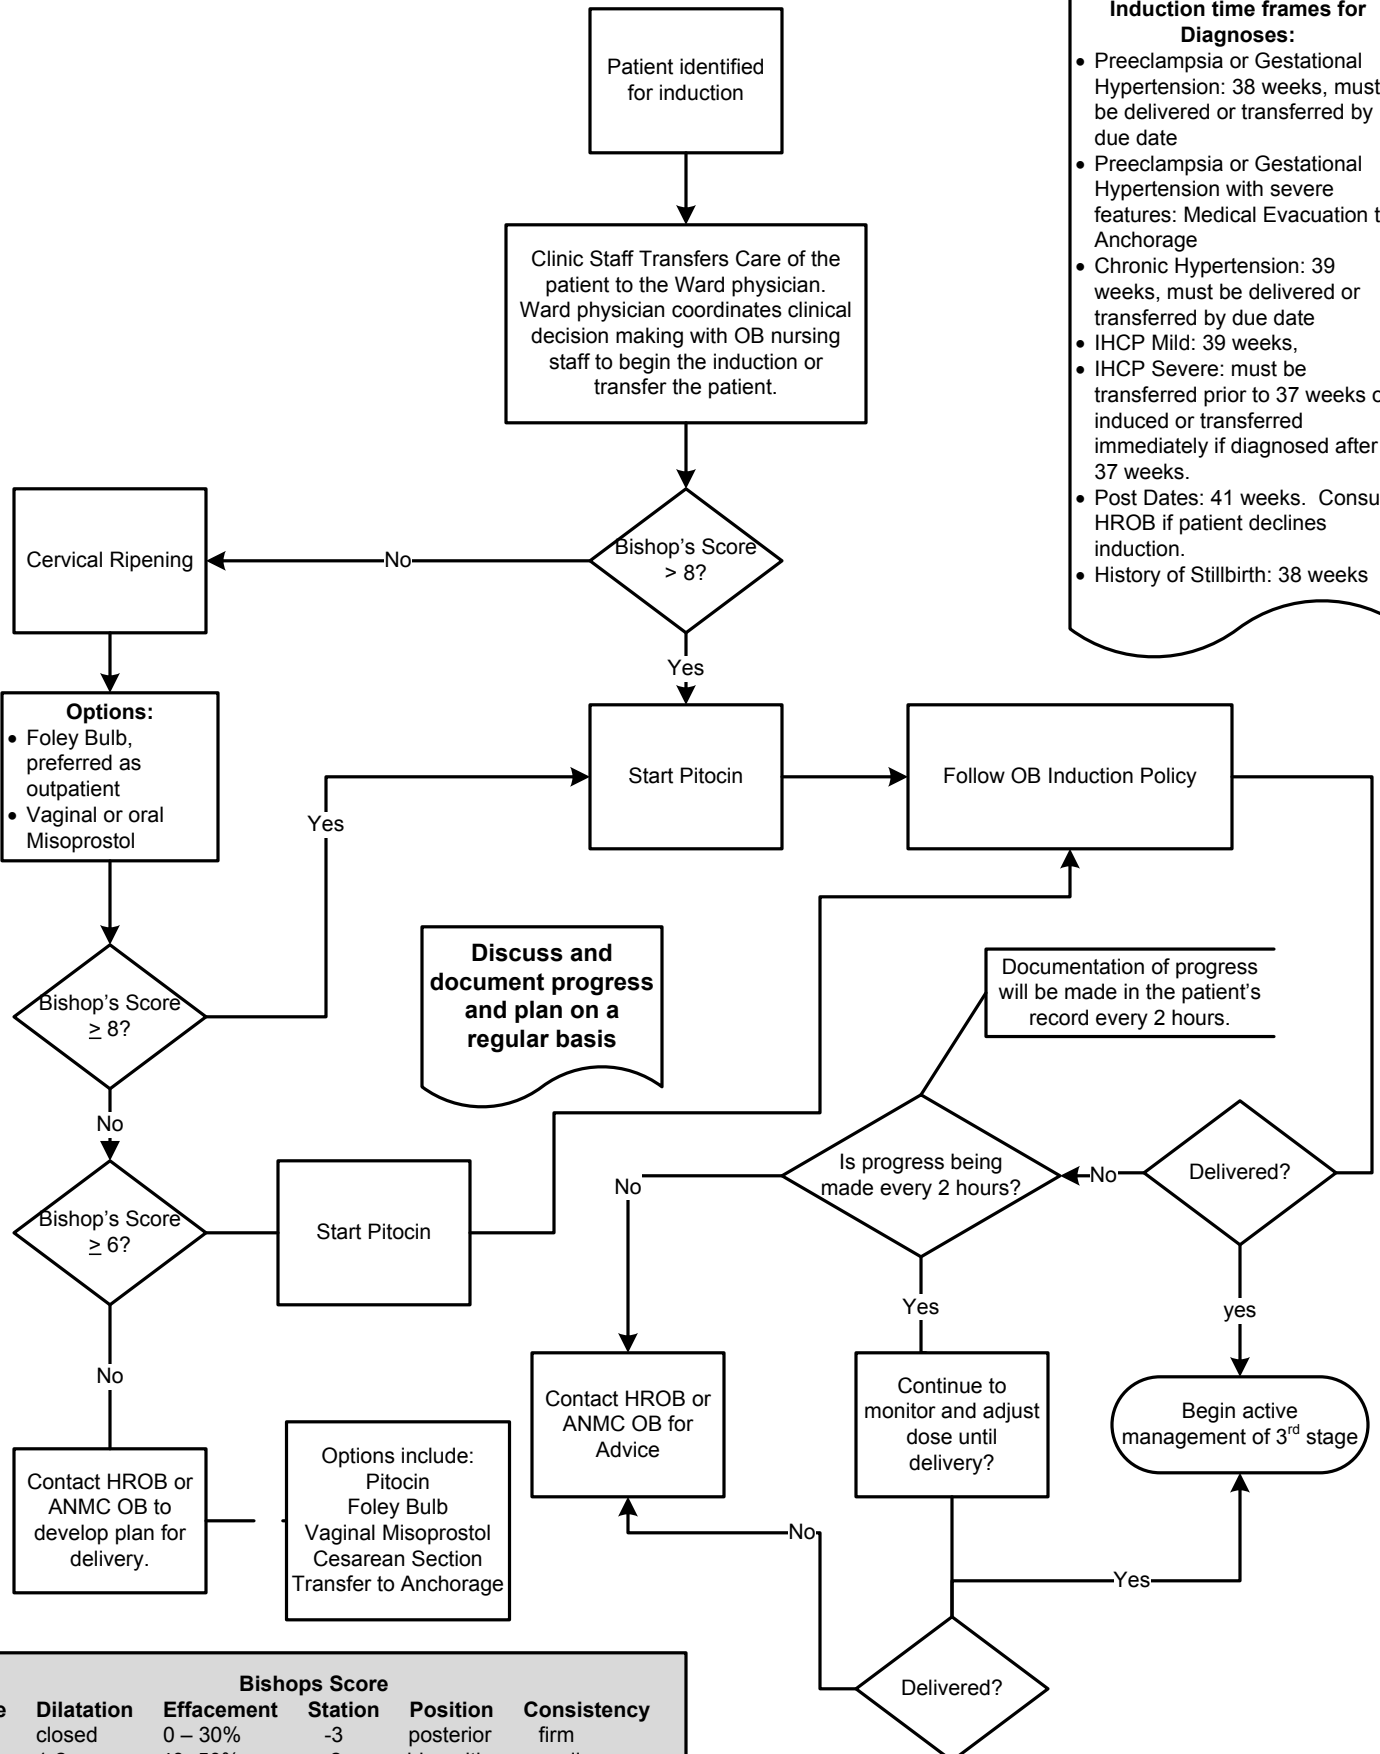 Patient identified
for induction
Induction time frames for
Diagnoses:
• Preeclampsia or Gestational
Hypertension: 38 weeks, must
be delivered or transferred by
due date
• Preeclampsia or Gestational
Hypertension with severe
features: Medical Evacuation
Anchorage
• Chronic Hypertension: 39
weeks, must be delivered or
transferred by due date
• IHCP Mild: 39 weeks,
• IHCP Severe: must be
transferred prior to 37 weeks
induced or transferred
immediately if diagnosed after
37 weeks.
• Post Dates: 41 weeks.
HROB if patient declines
induction.
• History of Stillbirth: 38 weeks
Clinic Staff Transfers Care of the
patient to the Ward physician.
Ward physician coordinates clinical
decision making with OB nursing
staff to begin the induction or
transfer the patient.
Bishop's Score
> 8?
No
Cervical Ripening
Yes
Options:
• Foley Bulb,
preferred as
outpatient
• Vaginal or oral
Misoprostol
Start Pitocin
Follow OB Induction Policy
Yes
Bishop's Score
≥ 8?
Discuss and
document progress
and plan on a
regular basis
Documentation of progress
will be made in the patient's
record every 2 hours.
No
Bishop's Score
≥ 6?
Start Pitocin
No
Is progress being
made every 2 hours?
No
Delivered?
Yes
yes
No
Contact HROB or
ANMC OB to
develop plan for
delivery.
Options include:
Pitocin
Foley Bulb
Vaginal Misoprostol
Cesarean Section
Transfer to Anchorage
Contact HROB or
ANMC OB for
Advice
Continue to
monitor and adjust
dose until
delivery?
Begin active
management of 3rd stage
No
Yes
Delivered?
Bishops Score
Dilatation Effacement Station Position Consistency
closed 0 – 30% -3 posterior firm